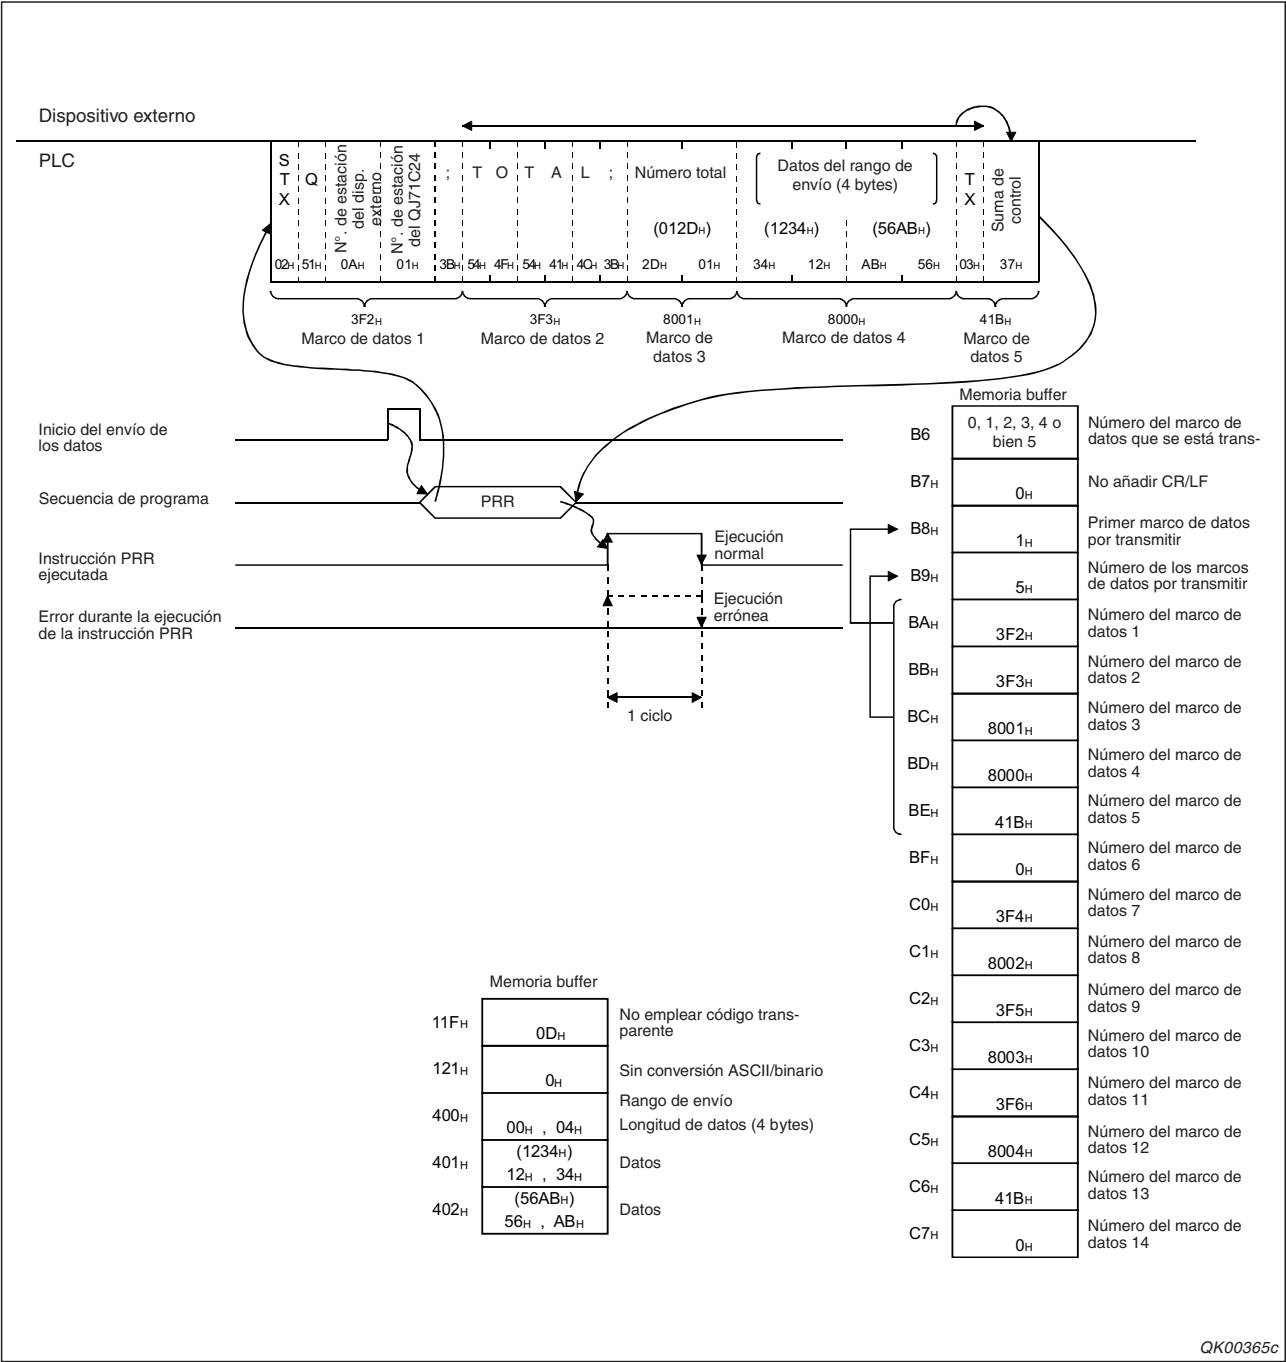 Dispositivo externo
PLC
STX
Q
N°. de estación del disp. externo
N°. de estación del QJ71C24
;
T O T A L ;
Número total
(012DH)
Datos del rango de
envío (4 bytes)
(1234H) (56ABH)
TX
Suma de control
02H 51H 0AH 01H 3BH 54H 4FH 54H 41H 4CH 3BH 2DH 01H 34H 12H ABH 56H 03H 37H
3F2H
Marco de datos 1
3F3H
Marco de datos 2
8001H
Marco de
datos 3
8000H
Marco de datos 4
41BH
Marco de
datos 5
Inicio del envío de
los datos
Secuencia de programa
PRR
Instrucción PRR
ejecutada
Ejecución
normal
Error durante la ejecución
de la instrucción PRR
Ejecución
errónea
1 ciclo
Memoria buffer
B6 0, 1, 2, 3, 4 o
bien 5
Número del marco de
datos que se está trans-
B7H 0H No añadir CR/LF
B8H 1H Primer marco de datos
por transmitir
B9H 5H Número de los marcos
de datos por transmitir
BAH 3F2H Número del marco de
datos 1
BBH 3F3H Número del marco de
datos 2
BCH 8001H Número del marco de
datos 3
BDH 8000H Número del marco de
datos 4
BEH 41BH Número del marco de
datos 5
BFH 0H Número del marco de
datos 6
C0H 3F4H Número del marco de
datos 7
C1H 8002H Número del marco de
datos 8
C2H 3F5H Número del marco de
datos 9
C3H 8003H Número del marco de
datos 10
C4H 3F6H Número del marco de
datos 11
C5H 8004H Número del marco de
datos 12
C6H 41BH Número del marco de
datos 13
C7H 0H Número del marco de
datos 14
Memoria buffer
11FH 0DH No emplear código trans-
parente
121H 0H Sin conversión ASCII/binario
400H 00H , 04H Rango de envío
Longitud de datos (4 bytes)
401H (1234H)
12H , 34H Datos
402H (56ABH)
56H , ABH Datos
QK00365c